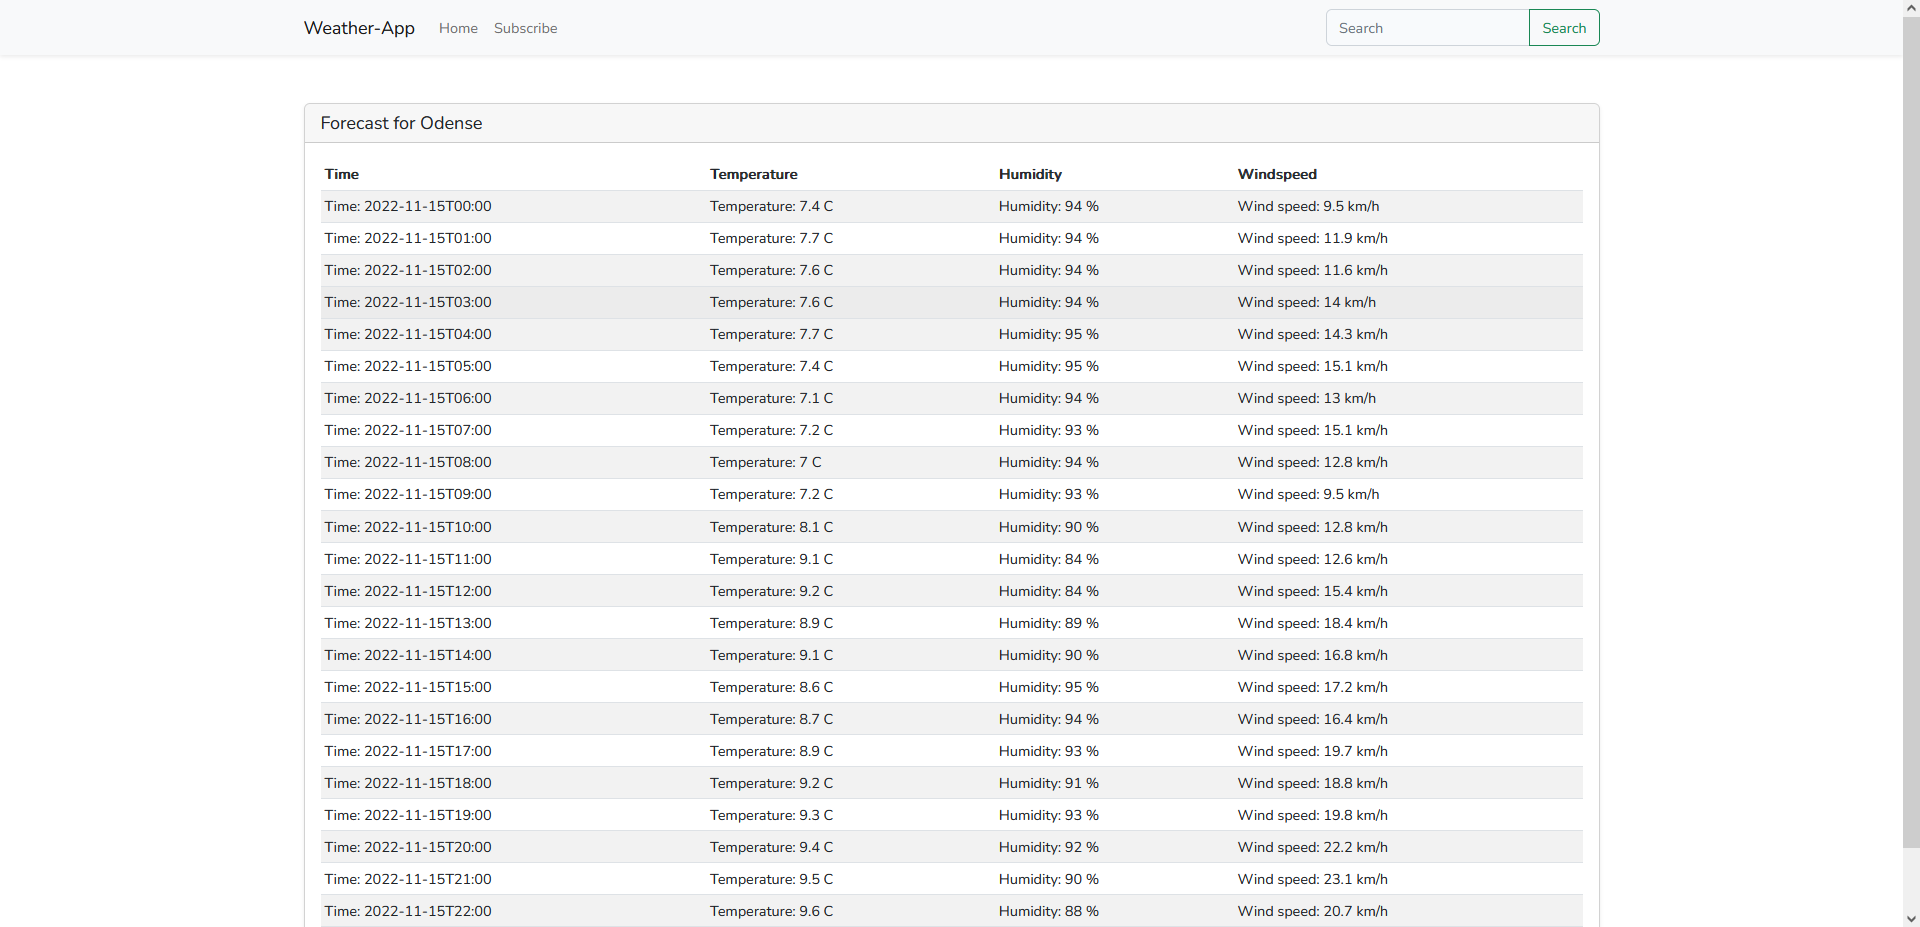 Weather-App Home Subscribe Search Search
Forecast for Odense
Time Temperature Humidity Windspeed
Time: 2022-11-15T00:00 Temperature: 7.4 C Humidity: 94 % Wind speed: 9.5 km/h
Time: 2022-11-15T01:00 Temperature: 7.7 C Humidity: 94 % Wind speed: 11.9 km/h
Time: 2022-11-15T02:00 Temperature: 7.6 C Humidity: 94 % Wind speed: 11.6 km/h
Time: 2022-11-15T03:00 Temperature: 7.6 C Humidity: 94 % Wind speed: 14 km/h
Time: 2022-11-15T04:00 Temperature: 7.7 C Humidity: 95 % Wind speed: 14.3 km/h
Time: 2022-11-15T05:00 Temperature: 7.4 C Humidity: 95 % Wind speed: 15.1 km/h
Time: 2022-11-15T06:00 Temperature: 7.1 C Humidity: 94 % Wind speed: 13 km/h
Time: 2022-11-15T07:00 Temperature: 7.2 C Humidity: 93 % Wind speed: 15.1 km/h
Time: 2022-11-15T08:00 Temperature: 7 C Humidity: 94 % Wind speed: 12.8 km/h
Time: 2022-11-15T09:00 Temperature: 7.2 C Humidity: 93 % Wind speed: 9.5 km/h
Time: 2022-11-15T10:00 Temperature: 8.1 C Humidity: 90 % Wind speed: 12.8 km/h
Time: 2022-11-15T11:00 Temperature: 9.1 C Humidity: 84 % Wind speed: 12.6 km/h
Time: 2022-11-15T12:00 Temperature: 9.2 C Humidity: 84 % Wind speed: 15.4 km/h
Time: 2022-11-15T13:00 Temperature: 8.9 C Humidity: 89 % Wind speed: 18.4 km/h
Time: 2022-11-15T14:00 Temperature: 9.1 C Humidity: 90 % Wind speed: 16.8 km/h
Time: 2022-11-15T15:00 Temperature: 8.6 C Humidity: 95 % Wind speed: 17.2 km/h
Time: 2022-11-15T16:00 Temperature: 8.7 C Humidity: 94 % Wind speed: 16.4 km/h
Time: 2022-11-15T17:00 Temperature: 8.9 C Humidity: 93 % Wind speed: 19.7 km/h
Time: 2022-11-15T18:00 Temperature: 9.2 C Humidity: 91 % Wind speed: 18.8 km/h
Time: 2022-11-15T19:00 Temperature: 9.3 C Humidity: 93 % Wind speed: 19.8 km/h
Time: 2022-11-15T20:00 Temperature: 9.4 C Humidity: 92 % Wind speed: 22.2 km/h
Time: 2022-11-15T21:00 Temperature: 9.5 C Humidity: 90 % Wind speed: 23.1 km/h
Time: 2022-11-15T22:00 Temperature: 9.6 C Humidity: 88 % Wind speed: 20.7 km/h